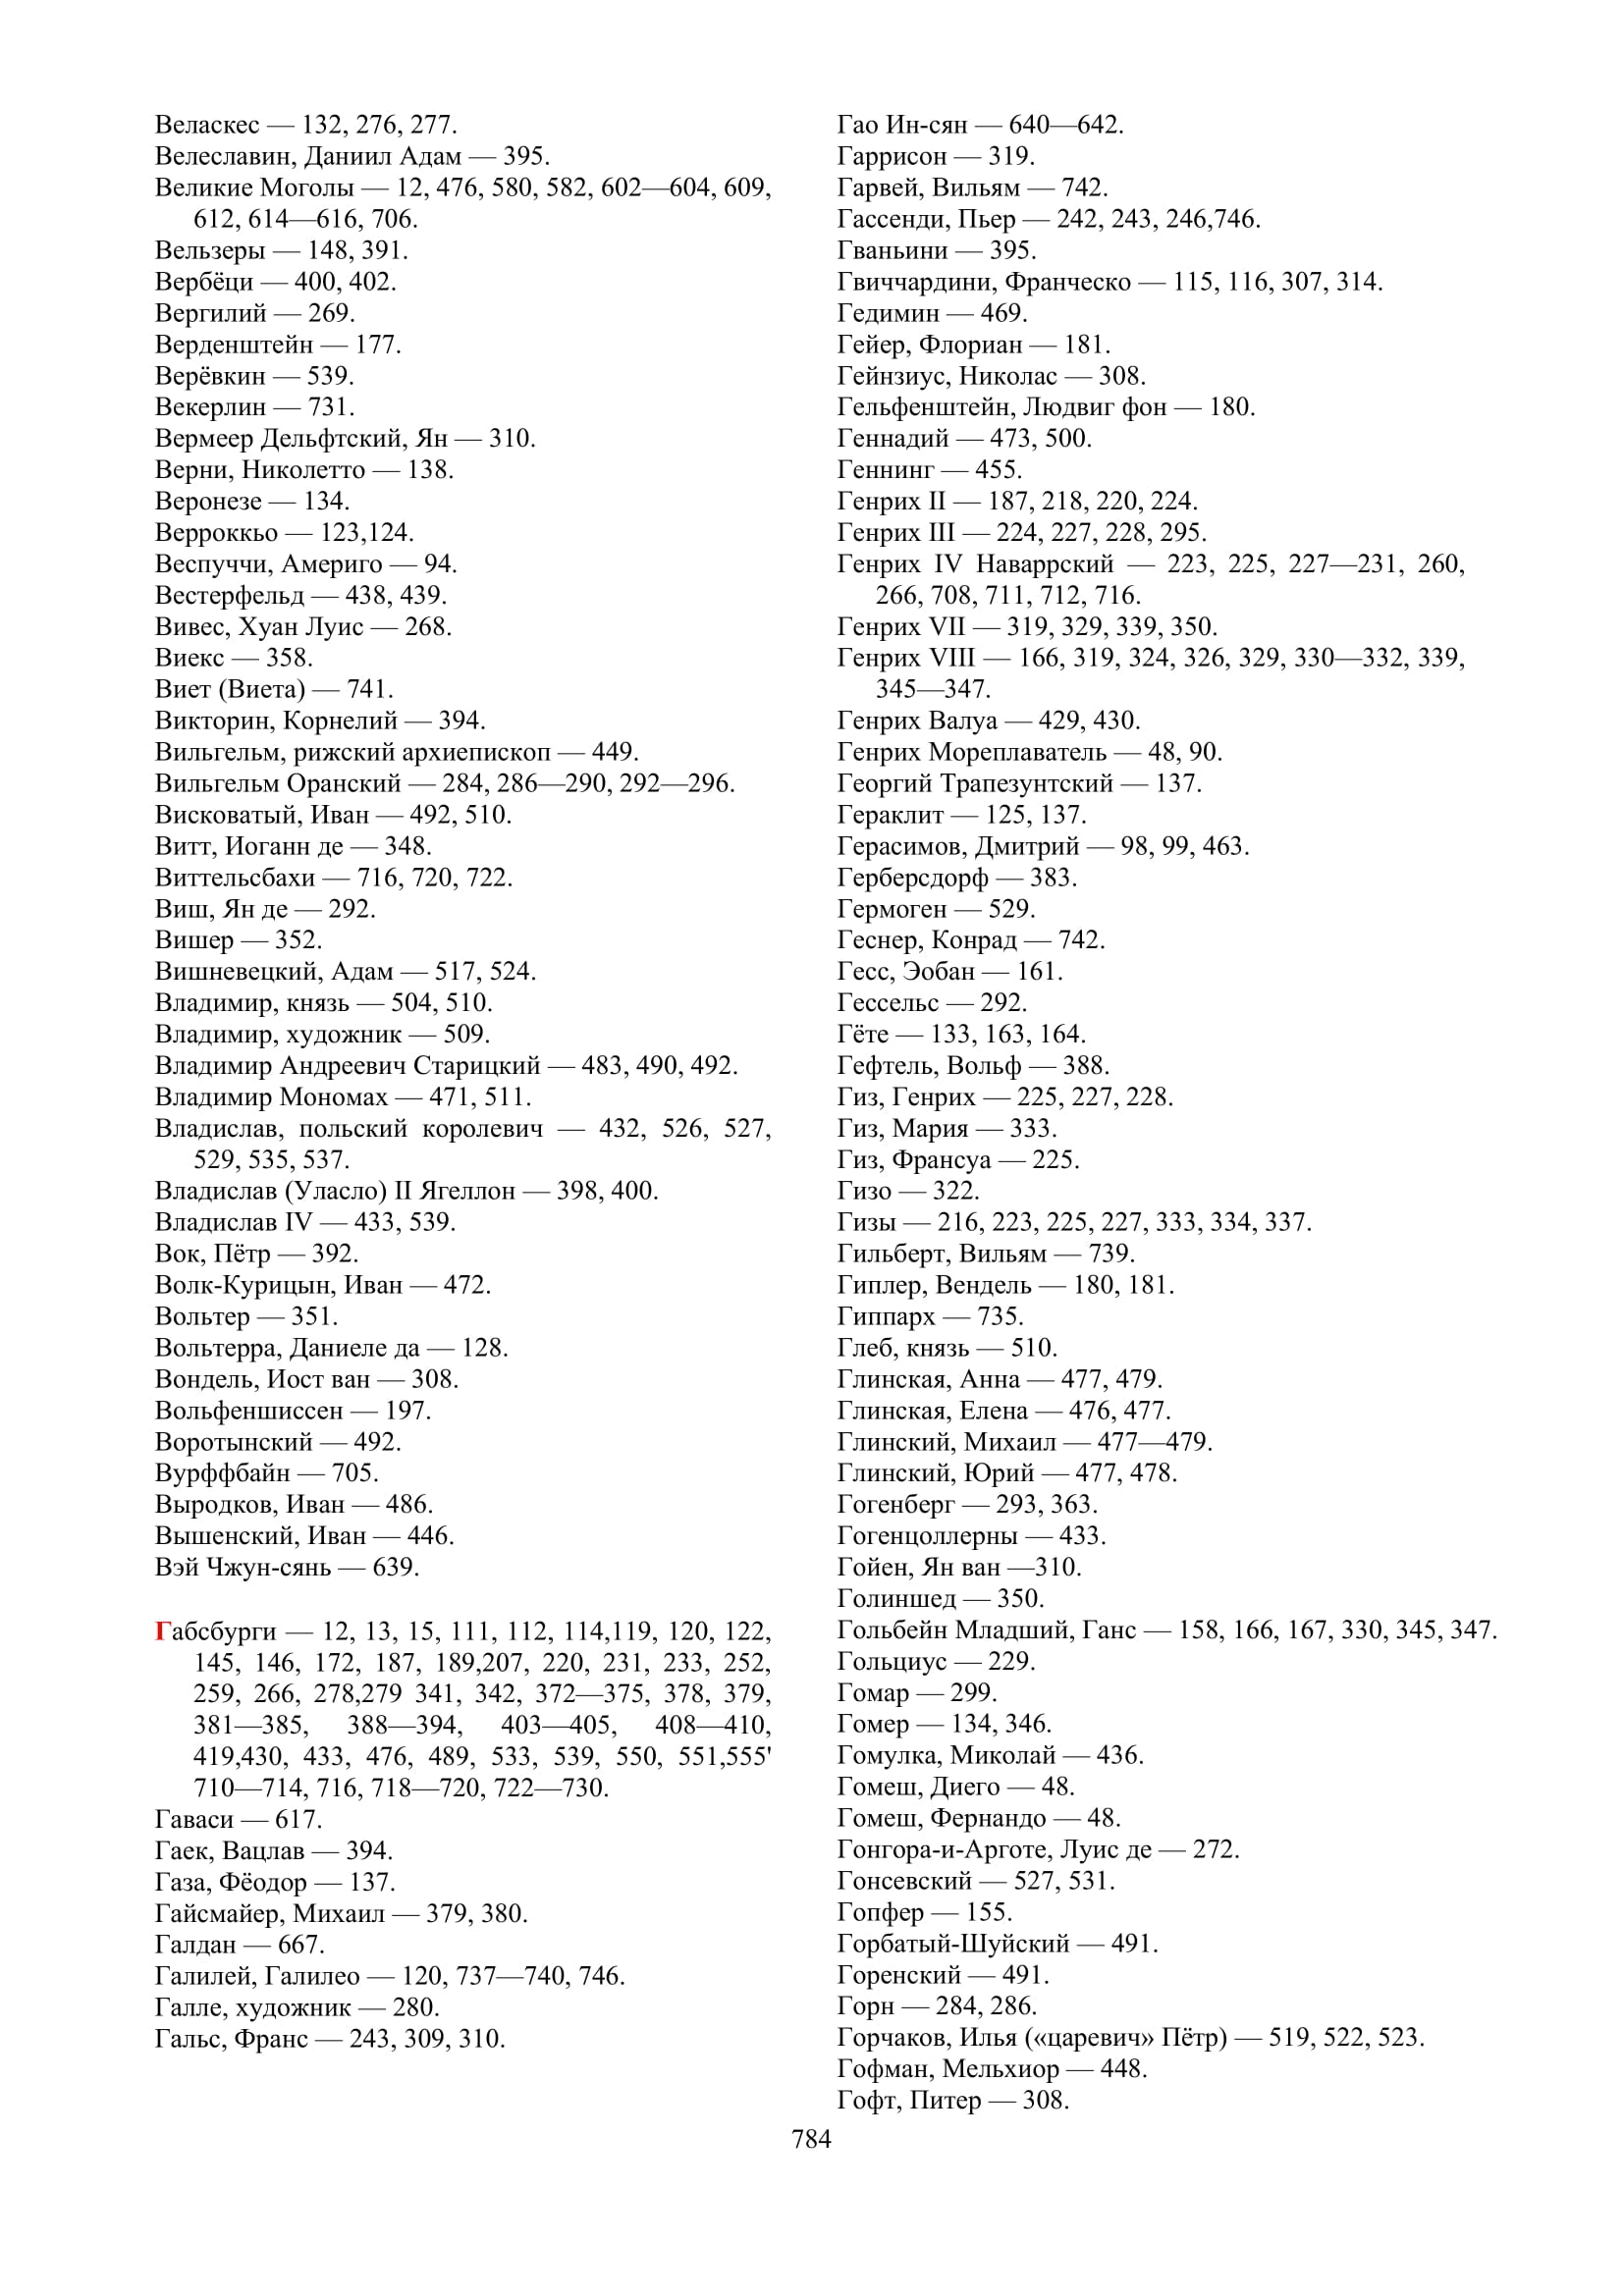 Веласкес — 132, 276, 277.
Велеславин, Даниил Адам — 395.
Великие Моголы — 12, 476, 580, 582, 602—604, 609,
612, 614—616, 706.
Вельзеры — 148, 391.
Вербёци — 400, 402.
Вергилий — 269.
Верденштейн — 177.
Верёвкин — 539.
Векерлин — 731.
Вермеер Дельфтский, Ян — 310.
Верни, Николетто — 138.
Веронезе — 134.
Верроккьо — 123,124.
Веспуччи, Америго — 94.
Вестерфельд — 438, 439.
Вивес, Хуан Луис — 268.
Виекс — 358.
Виет (Виета) — 741.
Викторин, Корнелий — 394.
Вильгельм, рижский архиепископ — 449.
Вильгельм Оранский — 284, 286—290, 292—296.
Висковатый, Иван — 492, 510.
Витт, Иоганн де — 348.
Виттельсбахи — 716, 720, 722.
Виш, Ян де — 292.
Вишер — 352.
Вишневецкий, Адам — 517, 524.
Владимир, князь — 504, 510.
Владимир, художник — 509.
Владимир Андреевич Старицкий — 483, 490, 492.
Владимир Мономах — 471, 511.
Владислав, польский королевич — 432, 526, 527,
529, 535, 537.
Владислав (Уласло) II Ягеллон — 398, 400.
Владислав IV — 433, 539.
Вок, Пётр — 392.
Волк-Курицын, Иван — 472.
Вольтер — 351.
Вольтерра, Даниеле да — 128.
Вондель, Иост ван — 308.
Вольфеншиссен — 197.
Воротынский — 492.
Вурффбайн — 705.
Выродков, Иван — 486.
Вышенский, Иван — 446.
Вэй Чжун-сянь — 639.
Габсбурги — 12, 13, 15, 111, 112, 114,119, 120, 122,
145, 146, 172, 187, 189,207, 220, 231, 233, 252,
259, 266, 278,279 341, 342, 372—375, 378, 379,
381—385, 388—394, 403—405, 408—410,
419,430, 433, 476, 489, 533, 539, 550, 551,555'
710—714, 716, 718—720, 722—730.
Гаваси — 617.
Гаек, Вацлав — 394.
Газа, Фёодор — 137.
Гайсмайер, Михаил — 379, 380.
Галдан — 667.
Галилей, Галилео — 120, 737—740, 746.
Галле, художник — 280.
Гальс, Франс — 243, 309, 310.
Гао Ин-сян — 640—642.
Гаррисон — 319.
Гарвей, Вильям — 742.
Гассенди, Пьер — 242, 243, 246,746.
Гваньини — 395.
Гвиччардини, Франческо — 115, 116, 307, 314.
Гедимин — 469.
Гейер, Флориан — 181.
Гейнзиус, Николас — 308.
Гельфенштейн, Людвиг фон — 180.
Геннадий — 473, 500.
Геннинг — 455.
Генрих II — 187, 218, 220, 224.
Генрих III — 224, 227, 228, 295.
Генрих IV Наваррский — 223, 225, 227—231, 260,
266, 708, 711, 712, 716.
Генрих VII — 319, 329, 339, 350.
Генрих VIII — 166, 319, 324, 326, 329, 330—332, 339,
345—347.
Генрих Валуа — 429, 430.
Генрих Мореплаватель — 48, 90.
Георгий Трапезунтский — 137.
Гераклит — 125, 137.
Герасимов, Дмитрий — 98, 99, 463.
Герберсдорф — 383.
Гермоген — 529.
Геснер, Конрад — 742.
Гесс, Эобан — 161.
Гессельс — 292.
Гёте — 133, 163, 164.
Гефтель, Вольф — 388.
Гиз, Генрих — 225, 227, 228.
Гиз, Мария — 333.
Гиз, Франсуа — 225.
Гизо — 322.
Гизы — 216, 223, 225, 227, 333, 334, 337.
Гильберт, Вильям — 739.
Гиплер, Вендель — 180, 181.
Гиппарх — 735.
Глеб, князь — 510.
Глинская, Анна — 477, 479.
Глинская, Елена — 476, 477.
Глинский, Михаил — 477—479.
Глинский, Юрий — 477, 478.
Гогенберг — 293, 363.
Гогенцоллерны — 433.
Гойен, Ян ван —310.
Голиншед — 350.
Гольбейн Младший, Ганс — 158, 166, 167, 330, 345, 347.
Гольциус — 229.
Гомар — 299.
Гомер — 134, 346.
Гомулка, Миколай — 436.
Гомеш, Диего — 48.
Гомеш, Фернандо — 48.
Гонгора-и-Арготе, Луис де — 272.
Гонсевский — 527, 531.
Гопфер — 155.
Горбатый-Шуйский — 491.
Горенский — 491.
Горн — 284, 286.
Горчаков, Илья («царевич» Пётр) — 519, 522, 523.
Гофман, Мельхиор — 448.
Гофт, Питер — 308.
784